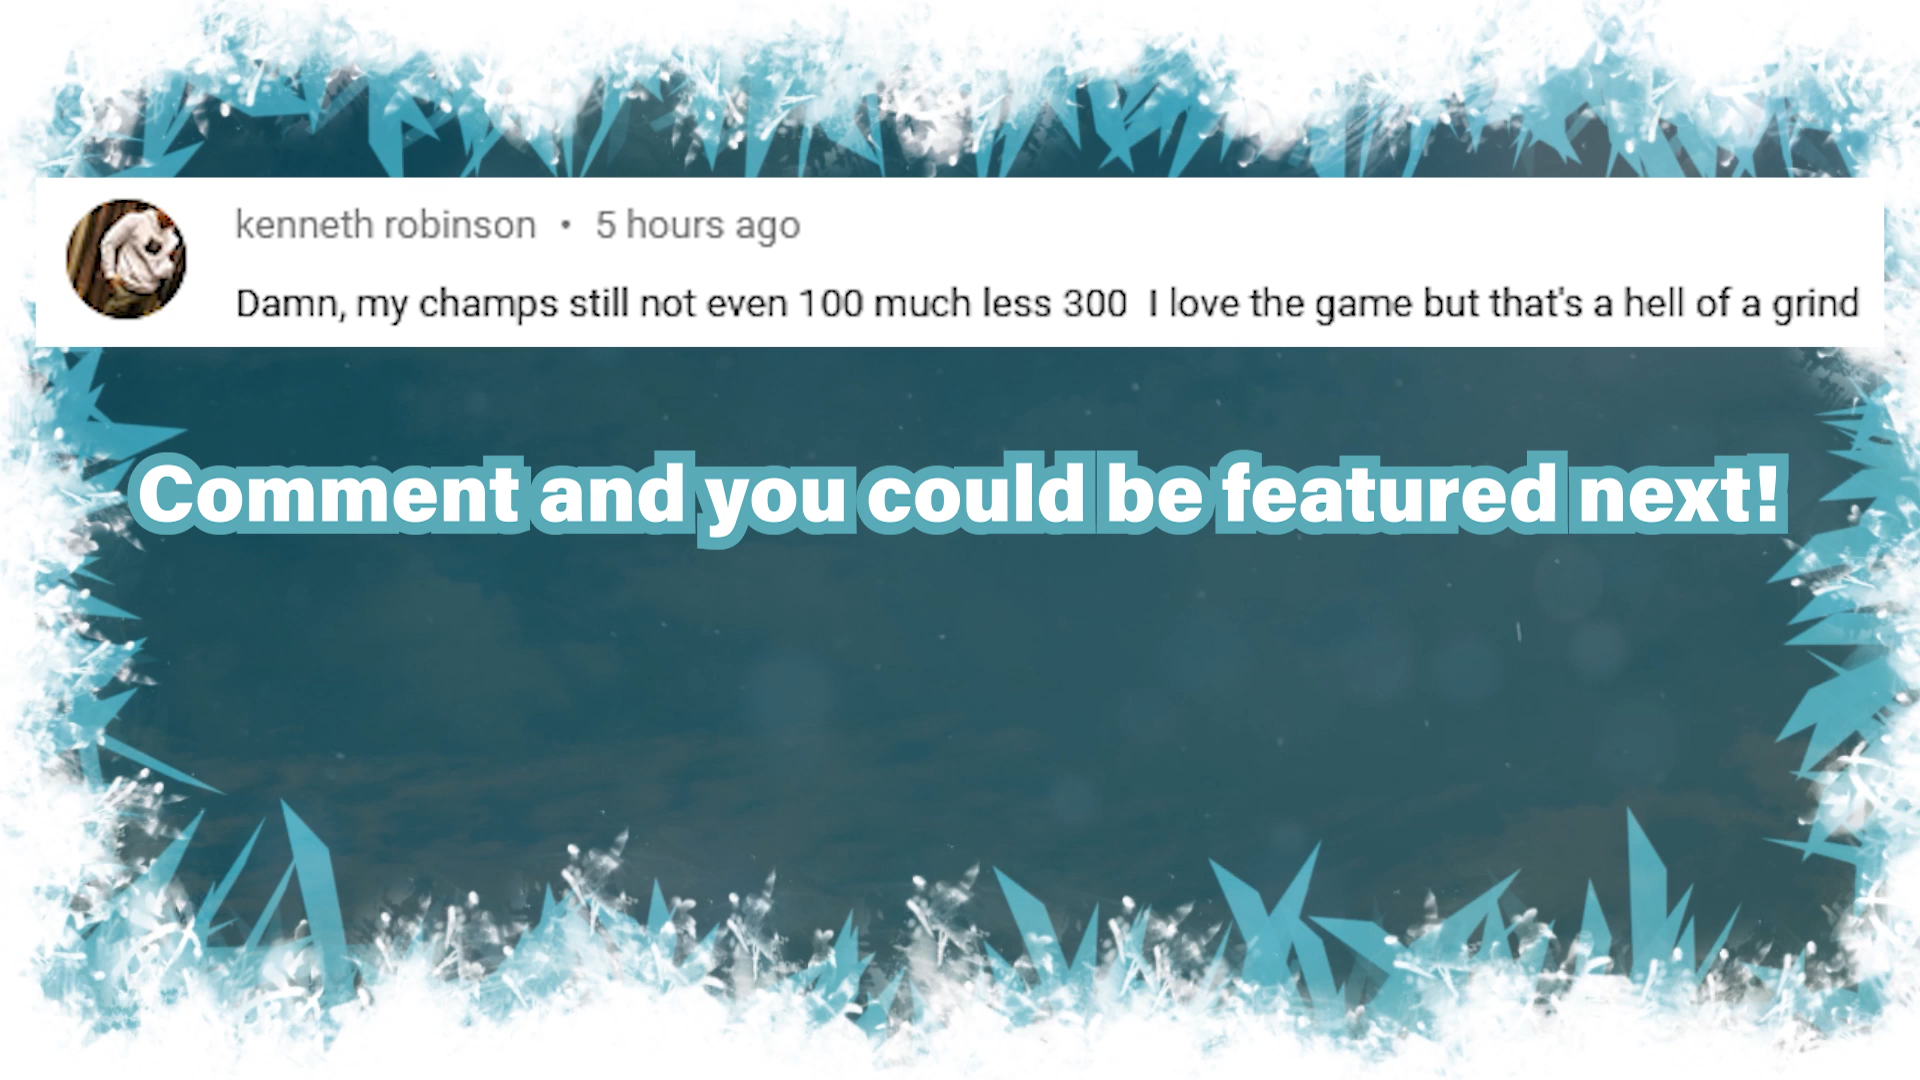 kenneth robinson • 5 hours ago
Damn, my champs still not even 100 much less 300  I love the game but that's a hell of a grind
Comment and you could be featured next!